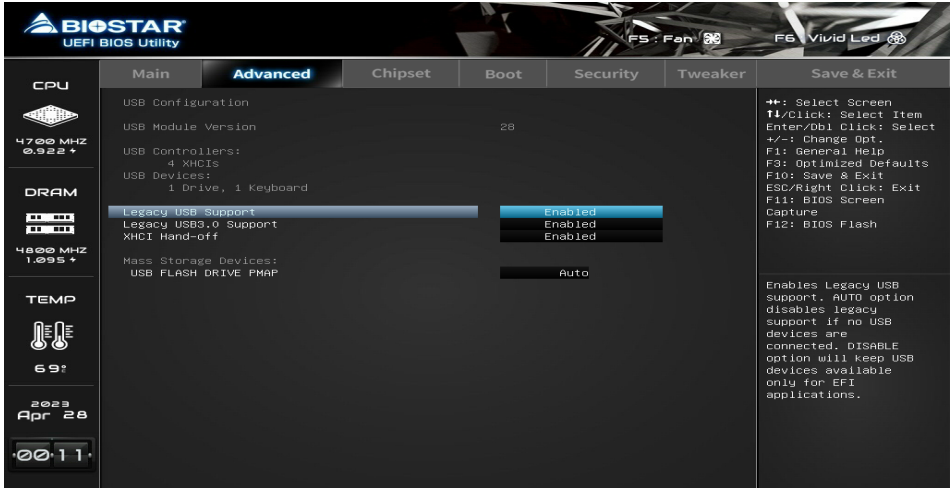 BIOSTAR
UEFI BIOS Utility
F5 : Fan
F6 : Vivid Led
Main Advanced Chipset Boot Security Tweaker Save & Exit
CPU
4700 MHZ
0.922
DRAM
4800 MHZ
1.095
TEMP
69℃
2023
Apr 28
00 11
USB Configuration
USB Module Version 28
USB Controllers:
4 XHCIs
USB Devices:
1 Drive, 1 Keyboard
Legacy USB Support Enabled
Legacy USB3.0 Support Enabled
XHCI Hand-off Enabled
Mass Storage Devices:
USB FLASH DRIVE PMAP Auto
→←: Select Screen
↑↓/Click: Select Item
Enter/Dbl Click: Select
+/-: Change Opt.
F1: General Help
F3: Optimized Defaults
F10: Save & Exit
ESC/Right Click: Exit
F11: BIOS Screen
Capture
F12: BIOS Flash
Enables Legacy USB
support. AUTO option
disables legacy
support if no USB
devices are
connected. DISABLE
option will keep USB
devices available
only for EFI
applications.